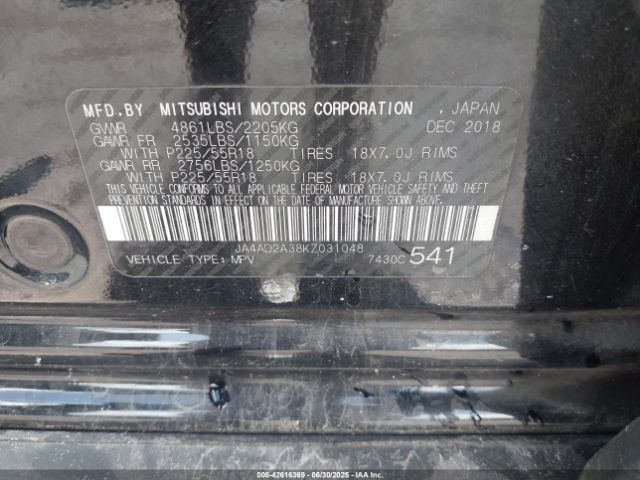 MFD.BY MITSUBISHI MOTORS CORPORATION , JAPAN
GVWR 4861LBS/2205KG DEC 2018
GAWR FR 2535LBS/1150KG
WITH P225/55R18 TIRES 18X7.0J RIMS
GAWR RR 2756LBS/1250KG
WITH P225/55R18 TIRES 18X7.0J RIMS
THIS VEHICLE CONFORMS TO ALL APPLICABLE FEDERAL MOTOR VEHICLE SAFETY AND THEFT
PREVENTION STANDARDS IN EFFECT ON THE DATE OF MANUFACTURE SHOWN ABOVE.
JA4AD2A38KZ031048
VEHICLE TYPE: MPV 7430C 541
000-42616369 - 06/30/2025 - IAA Inc.